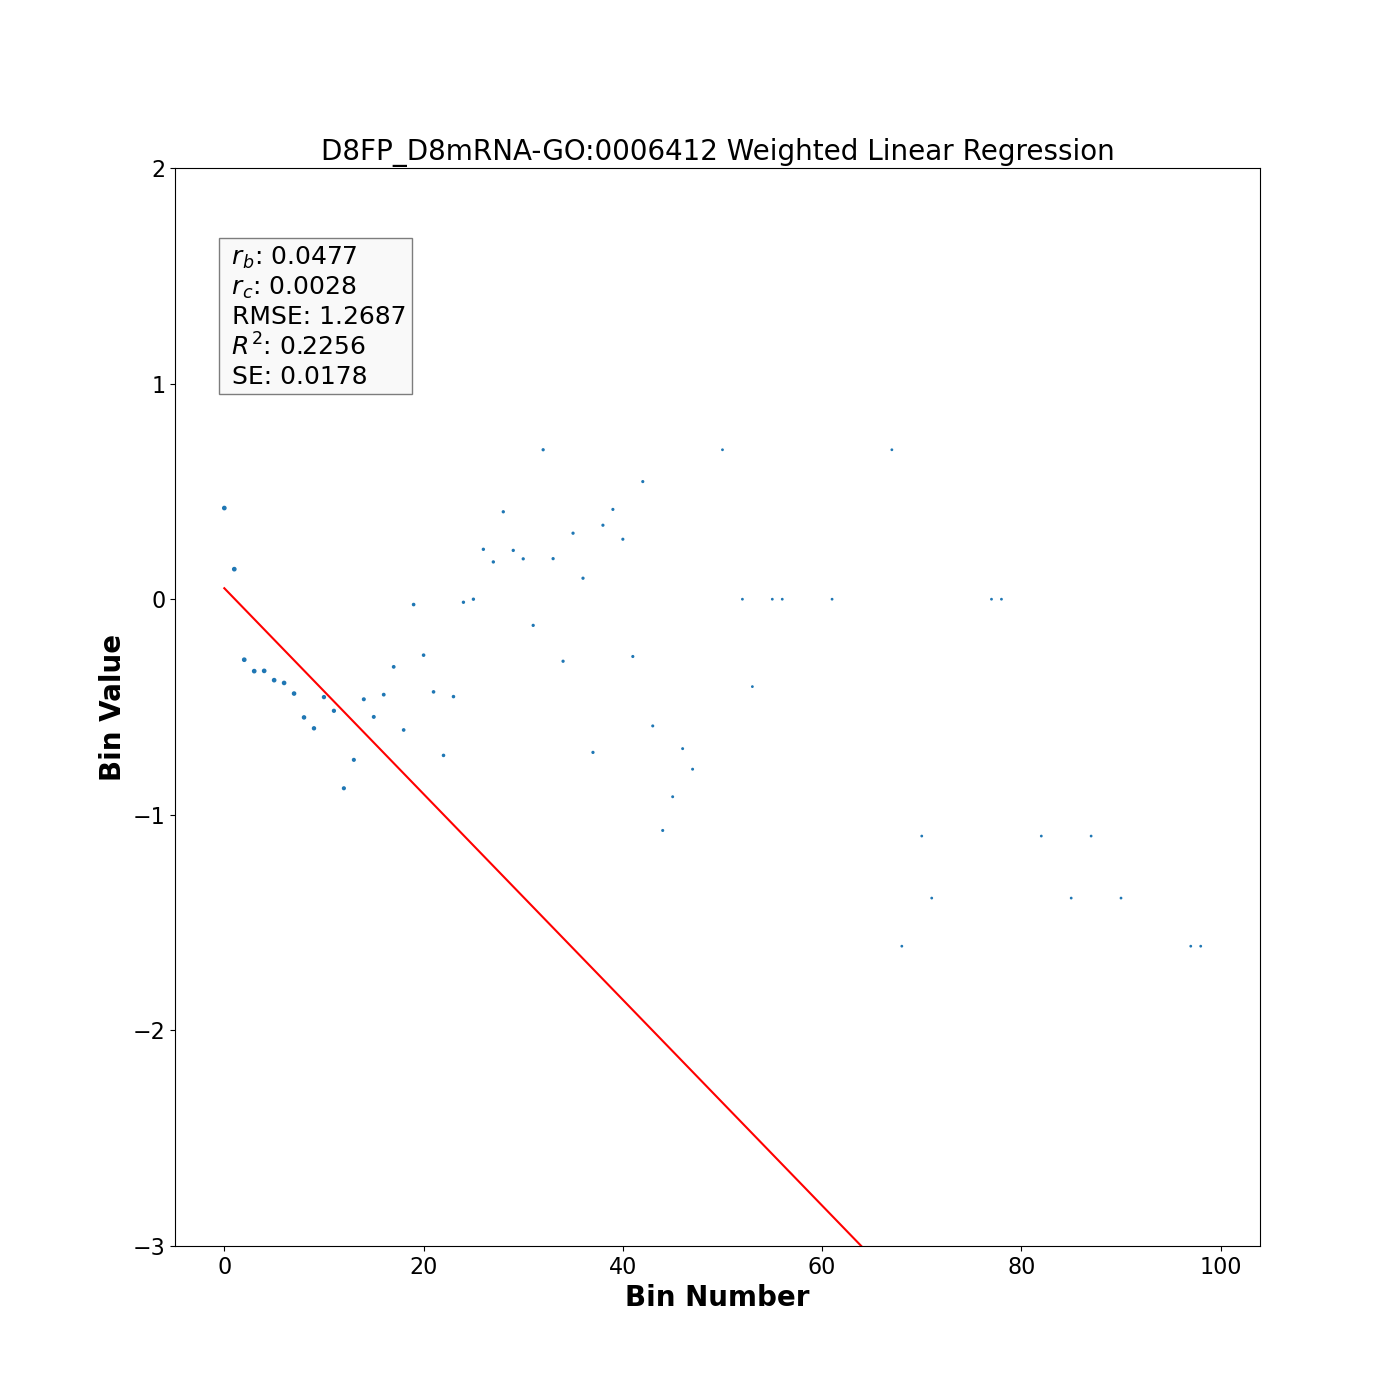 D8FP_D8mRNA-GO:0006412 Weighted Linear Regression
2
r_b: 0.0477
r_c: 0.0028
RMSE: 1.2687
R²: 0.2256
SE: 0.0178
1
0
−1
−2
−3
Bin Value
0 20 40 60 80 100
Bin Number